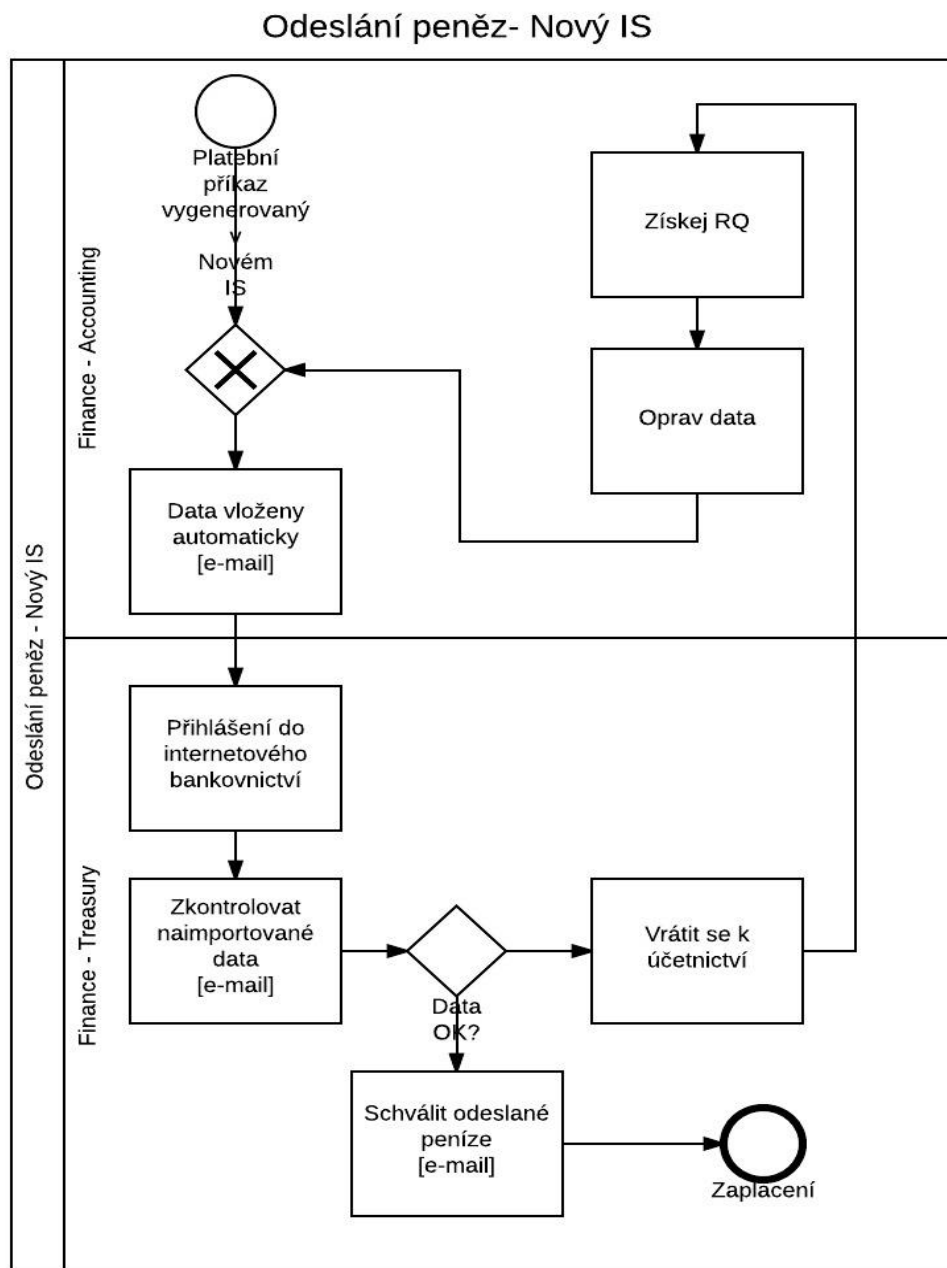 Odeslání peněz- Nový IS
Odeslání peněz - Nový IS
Finance - Accounting
Platební
příkaz
vygenerovaný
v
Novém
IS
Data vloženy
automaticky
[e-mail]
Získej RQ
Oprav data
Finance - Treasury
Přihlášení do
internetového
bankovnictví
Zkontrolovat
naimportované
data
[e-mail]
Data
OK?
Vrátit se k
účetnictví
Schválit odeslané
peníze
[e-mail]
Zaplacení